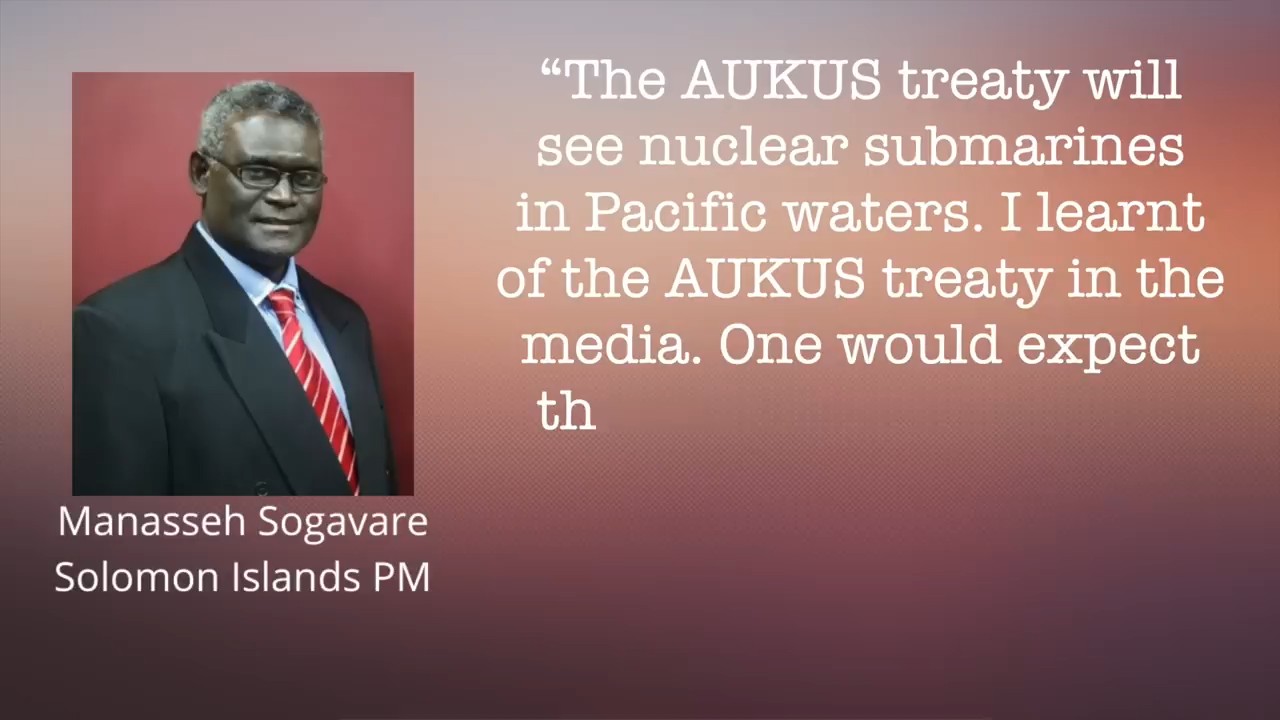 “The AUKUS treaty will
see nuclear submarines
in Pacific waters. I learnt
of the AUKUS treaty in the
media. One would expect
th
Manasseh Sogavare
Solomon Islands PM